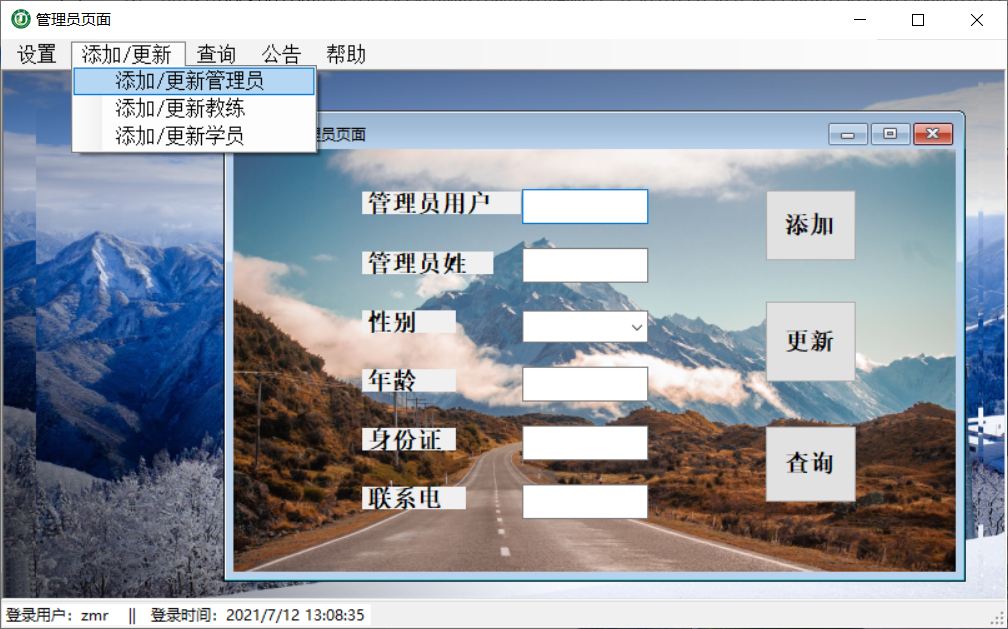 管理员页面
设置 添加/更新 查询 公告 帮助
添加/更新管理员
添加/更新教练
添加/更新学员
员页面
管理员用户
添加
管理员姓
性别
更新
年龄
身份证
查询
联系电
登录用户：zmr || 登录时间：2021/7/12 13:08:35